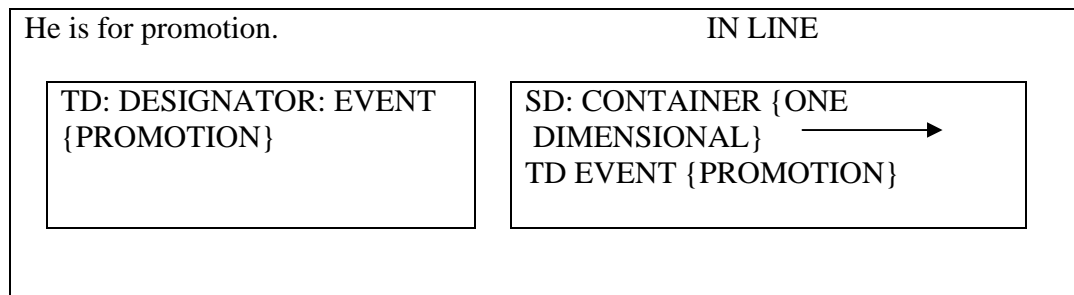 He is for promotion. IN LINE
TD: DESIGNATOR: EVENT
{PROMOTION}
SD: CONTAINER {ONE
DIMENSIONAL}
TD EVENT {PROMOTION}